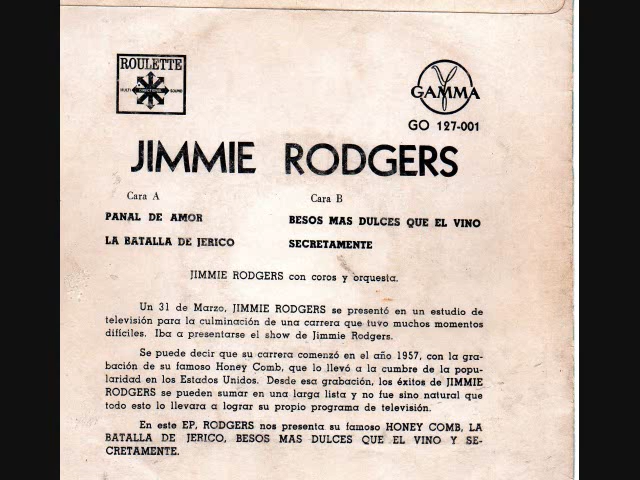 ROULETTE
MULTI DIRECTIONAL SOUND
GAMMA
GO 127-001
JIMMIE RODGERS
Cara A
PANAL DE AMOR
LA BATALLA DE JERICO
Cara B
BESOS MAS DULCES QUE EL VINO
SECRETAMENTE
JIMMIE RODGERS con coros y orquesta.
Un 31 de Marzo, JIMMIE RODGERS se presentó en un estudio de
televisión para la culminación de una carrera que tuvo muchos momentos
difíciles. Iba a presentarse el show de Jimmie Rodgers.
Se puede decir que su carrera comenzó en el año 1957, con la gra-
bación de su famoso Honey Comb, que lo llevó a la cumbre de la popu-
laridad en los Estados Unidos. Desde esa grabación, los éxitos de JIMMIE
RODGERS se pueden sumar en una larga lista y no fue sino natural que
todo esto lo llevara a lograr su propio programa de televisión.
En este EP, RODGERS nos presenta su famoso HONEY COMB, LA
BATALLA DE JERICO, BESOS MAS DULCES QUE EL VINO Y SE-
CRETAMENTE.